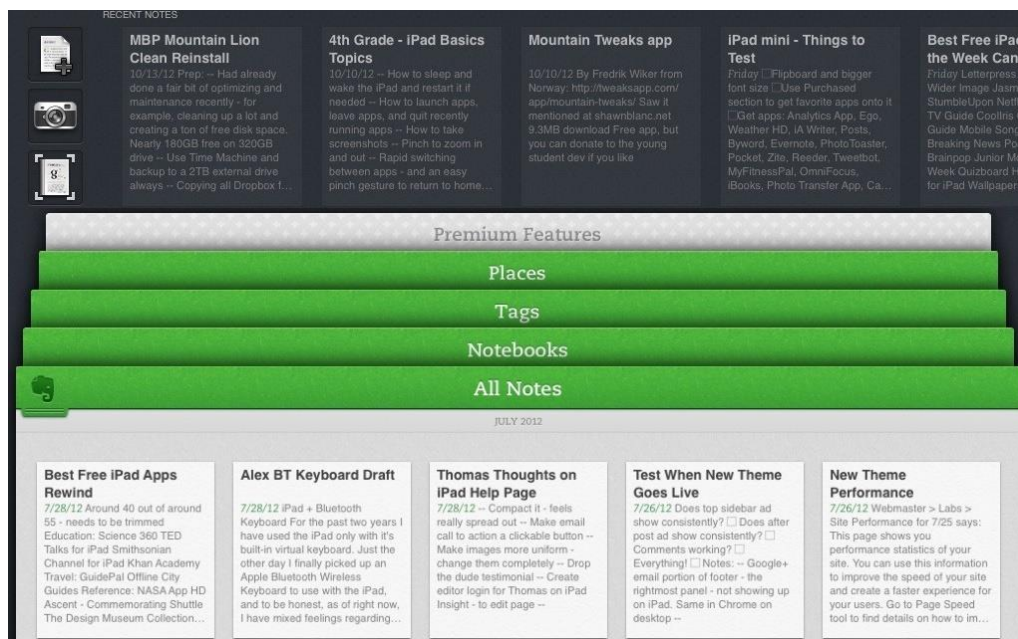 RECENT NOTES
MBP Mountain Lion
Clean Reinstall
10/13/12 Prep: -- Had already
done a fair bit of optimizing and
maintenance recently - for
example, cleaning up a lot and
creating a ton of free disk space.
Nearly 180GB free on 320GB
drive -- Use Time Machine and
backup to a 2TB external drive
always -- Copying all Dropbox f...
4th Grade - iPad Basics
Topics
10/10/12 -- How to sleep and
wake the iPad and restart it if
needed -- How to launch apps,
leave apps, and quit recently
running apps -- How to take
screenshots -- Pinch to zoom in
and out -- Rapid switching
between apps - and an easy
pinch gesture to return to home...
Mountain Tweaks app
10/10/12 By Fredrik Wiker from
Norway: http://tweaksapp.com/
app/mountain-tweaks/ Saw it
mentioned at shawnblanc.net
9.3MB download Free app, but
you can donate to the young
student dev if you like
iPad mini - Things to
Test
Friday ☐Flipboard and bigger
font size ☐Use Purchased
section to get favorite apps onto it
☐Get apps: Analytics App, Ego,
Weather HD, iA Writer, Posts,
Byword, Evernote, PhotoToaster,
Pocket, Zite, Reeder, Tweetbot,
MyFitnessPal, OmniFocus,
iBooks, Photo Transfer App, Ca...
Best Free iPa
the Week Can
Friday Letterpress
Wider Image Jasm
StumbleUpon Netf
TV Guide Cooliris
Guide Mobile Song
Breaking News Po
Brainpop Junior Mo
Week Quizboard H
for iPad Wallpaper
Premium Features
Places
Tags
Notebooks
All Notes
JULY 2012
Best Free iPad Apps
Rewind
7/28/12 Around 40 out of around
55 - needs to be trimmed
Education: Science 360 TED
Talks for iPad Smithsonian
Channel for iPad Khan Academy
Travel: GuidePal Offline City
Guides Reference: NASA App HD
Ascent - Commemorating Shuttle
The Design Museum Collection...
Alex BT Keyboard Draft
7/28/12 iPad + Bluetooth
Keyboard For the past two years I
have used the iPad only with it's
built-in virtual keyboard. Just the
other day I finally picked up an
Apple Bluetooth Wireless
Keyboard to use with the iPad,
and to be honest, as of right now,
I have mixed feelings regarding...
Thomas Thoughts on
iPad Help Page
7/28/12 -- Compact it - feels
really spread out -- Make email
call to action a clickable button --
Make images more uniform -
change them completely -- Drop
the dude testimonial -- Create
editor login for Thomas on iPad
Insight - to edit page --
Test When New Theme
Goes Live
7/26/12 Does top sidebar ad
show consistently? ☐ Does after
post ad show consistently? ☐
Comments working? ☐
Everything! ☐ Notes: -- Google+
email portion of footer - the
rightmost panel - not showing up
on iPad. Same in Chrome on
desktop --
New Theme
Performance
7/26/12 Webmaster > Labs >
Site Performance for 7/25 says:
This page shows you
performance statistics of your
site. You can use this information
to improve the speed of your site
and create a faster experience for
your users. Go to Page Speed
tool to find details on how to im...